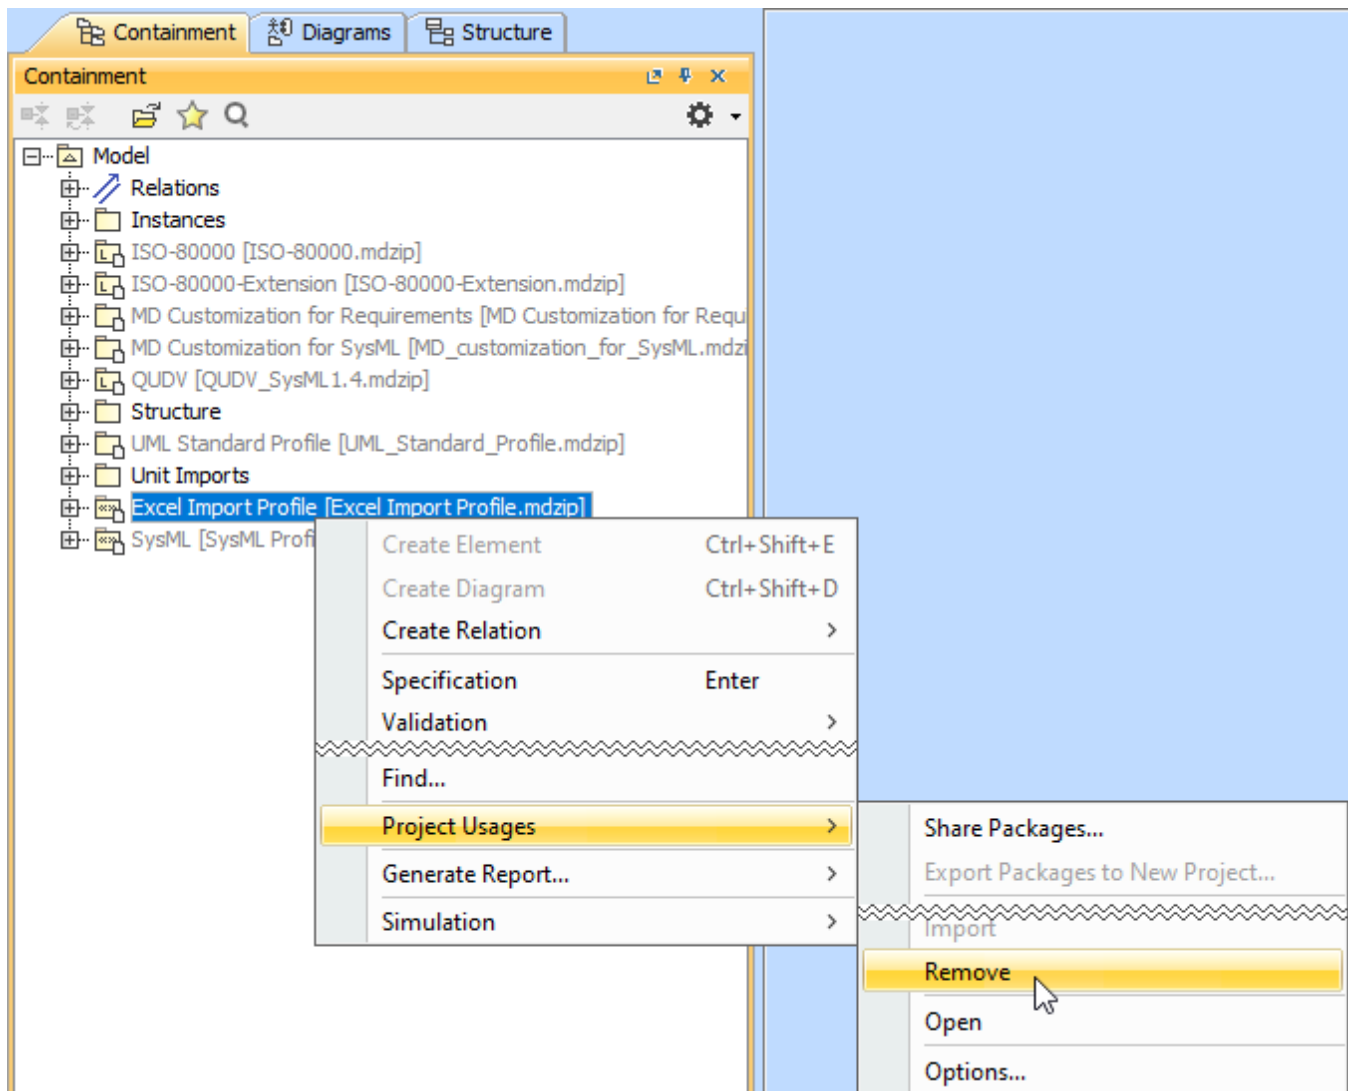 Containment Diagrams Structure
Containment
Model
Relations
Instances
ISO-80000 [ISO-80000.mdzip]
ISO-80000-Extension [ISO-80000-Extension.mdzip]
MD Customization for Requirements [MD Customization for Requ
MD Customization for SysML [MD_customization_for_SysML.mdzi
QUDV [QUDV_SysML1.4.mdzip]
Structure
UML Standard Profile [UML_Standard_Profile.mdzip]
Unit Imports
Excel Import Profile [Excel Import Profile.mdzip]
SysML [SysML Profi
Create Element Ctrl+Shift+E
Create Diagram Ctrl+Shift+D
Create Relation
Specification Enter
Validation
Find...
Project Usages
Generate Report...
Simulation
Share Packages...
Export Packages to New Project...
Import
Remove
Open
Options...